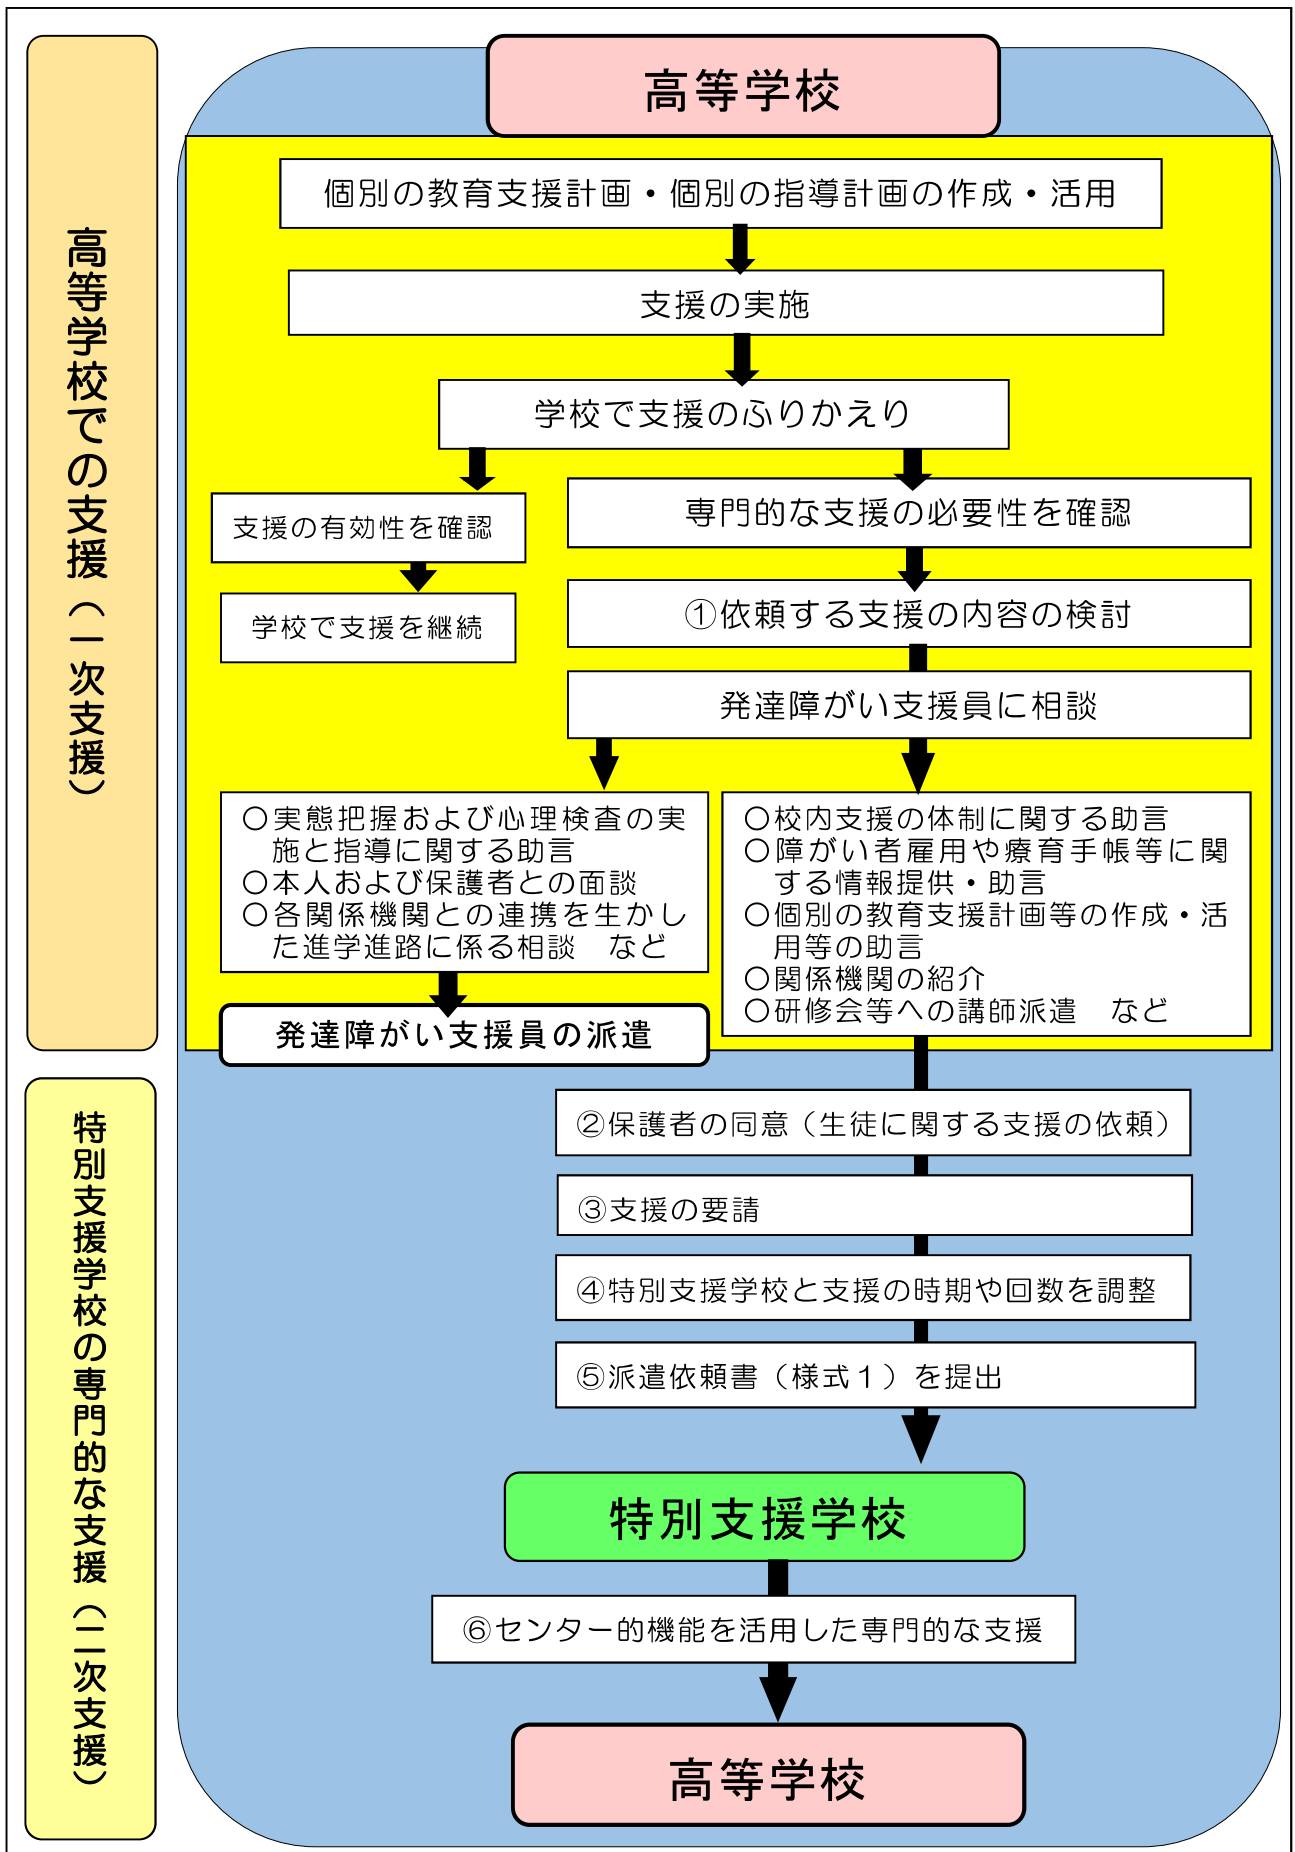 高等学校での支援（一次支援）
高等学校
個別の教育支援計画・個別の指導計画の作成・活用
支援の実施
学校で支援のふりかえり
支援の有効性を確認
学校で支援を継続
専門的な支援の必要性を確認
①依頼する支援の内容の検討
発達障がい支援員に相談
〇実態把握および心理検査の実
施と指導に関する助言
〇本人および保護者との面談
〇各関係機関との連携を生かし
た進学進路に係る相談　など
発達障がい支援員の派遣
〇校内支援の体制に関する助言
〇障がい者雇用や療育手帳等に関
する情報提供・助言
〇個別の教育支援計画等の作成・活
用等の助言
〇関係機関の紹介
〇研修会等への講師派遣　など
特別支援学校の専門的な支援（二次支援）
②保護者の同意（生徒に関する支援の依頼）
③支援の要請
④特別支援学校と支援の時期や回数を調整
⑤派遣依頼書（様式１）を提出
特別支援学校
⑥センター的機能を活用した専門的な支援
高等学校